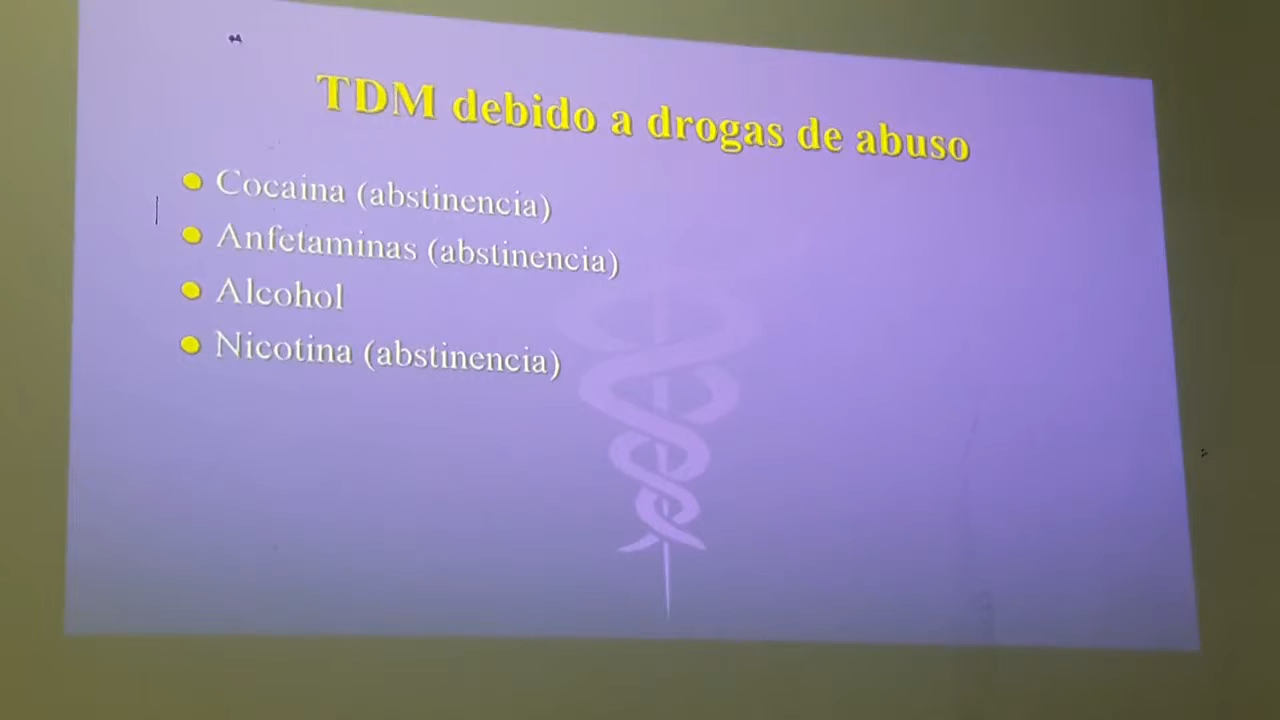 TDM debido a drogas de abuso
Cocaina (abstinencia)
Anfetaminas (abstinencia)
Alcohol
Nicotina (abstinencia)